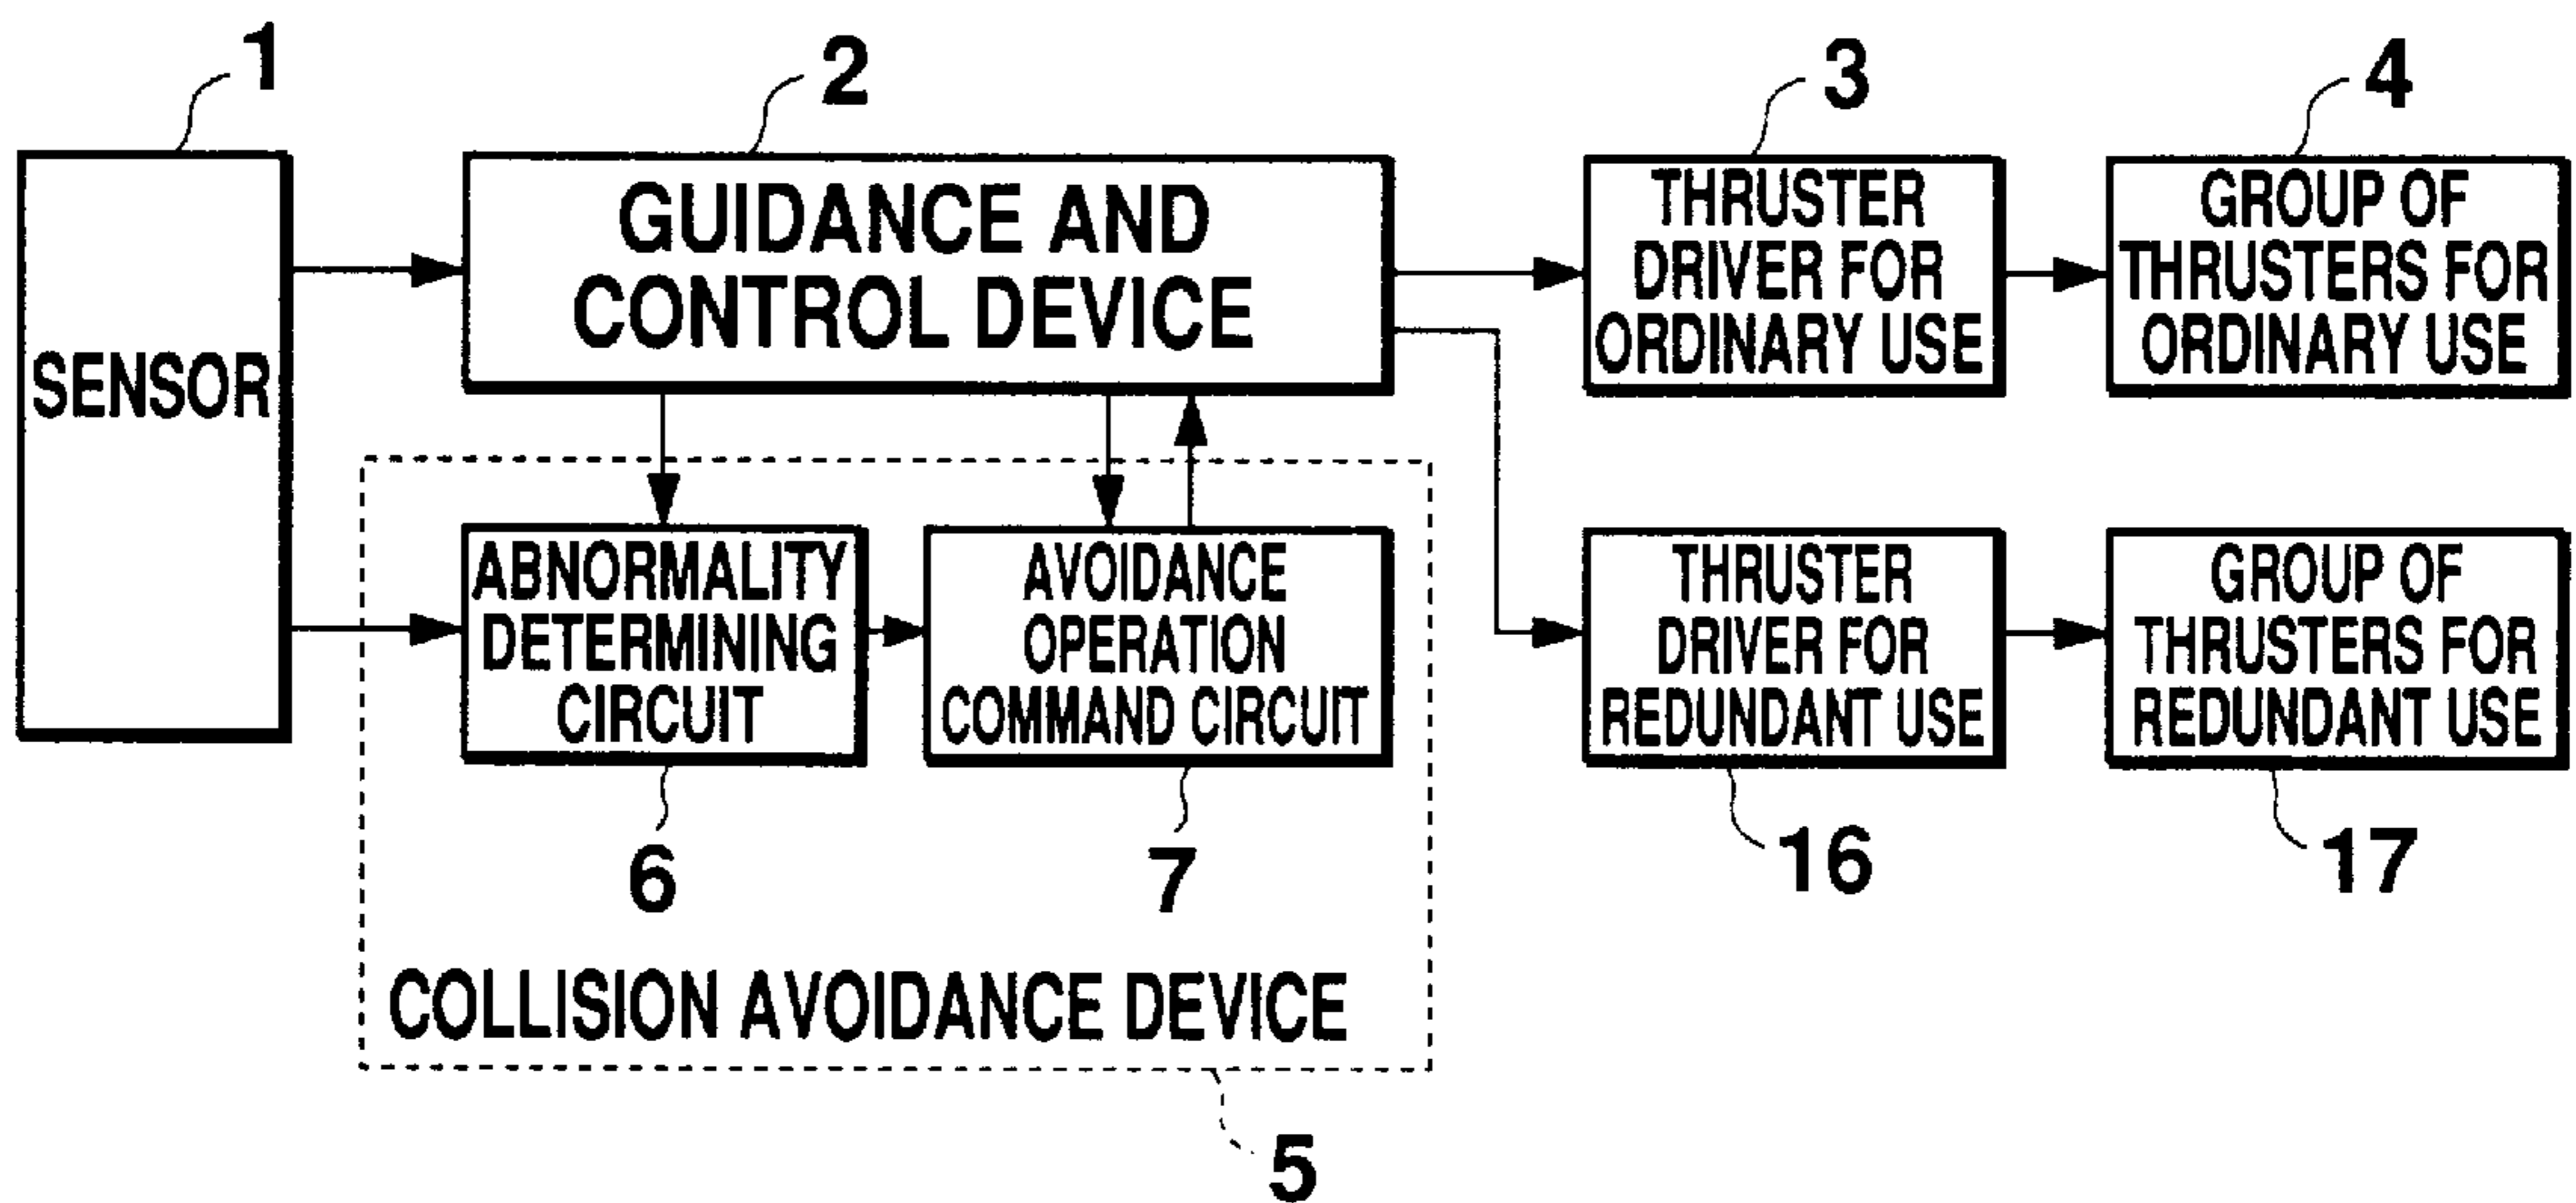 1
2
3
4
SENSOR
GUIDANCE AND
CONTROL DEVICE
THRUSTER
DRIVER FOR
ORDINARY USE
GROUP OF
THRUSTERS FOR
ORDINARY USE
ABNORMALITY
DETERMINING
CIRCUIT
AVOIDANCE
OPERATION
COMMAND CIRCUIT
THRUSTER
DRIVER FOR
REDUNDANT USE
GROUP OF
THRUSTERS FOR
REDUNDANT USE
6
7
16
17
COLLISION AVOIDANCE DEVICE
5